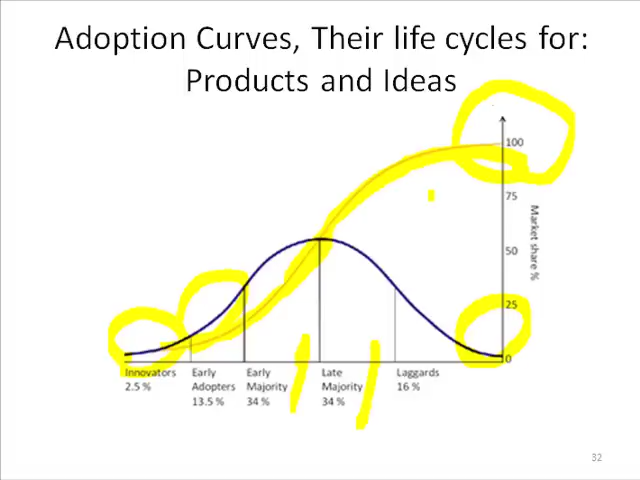 Adoption Curves, Their life cycles for:
Products and Ideas
100
75
50
25
0
Market share %
Innovators
2.5 %
Early
Adopters
13.5 %
Early
Majority
34 %
Late
Majority
34 %
Laggards
16 %
32